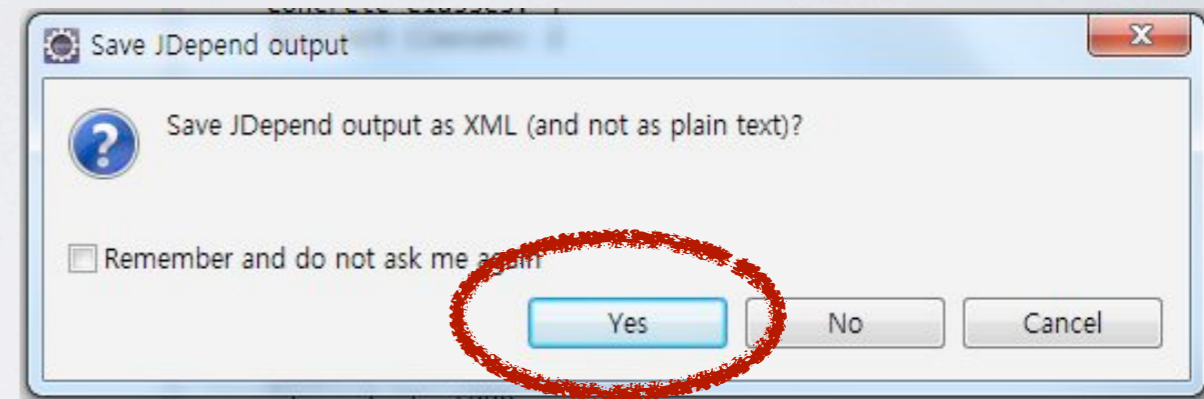 Save JDepend output
Save JDepend output as XML (and not as plain text)?
Remember and do not ask me again
Yes
No
Cancel